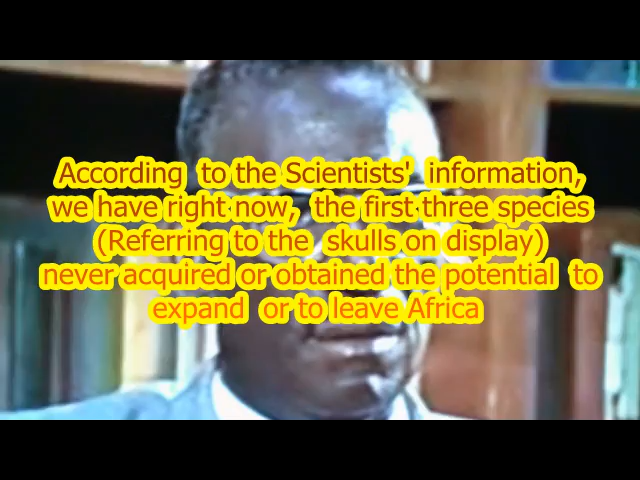 According to the Scientists' information,
we have right now, the first three species
(Referring to the skulls on display)
never acquired or obtained the potential to
expand or to leave Africa